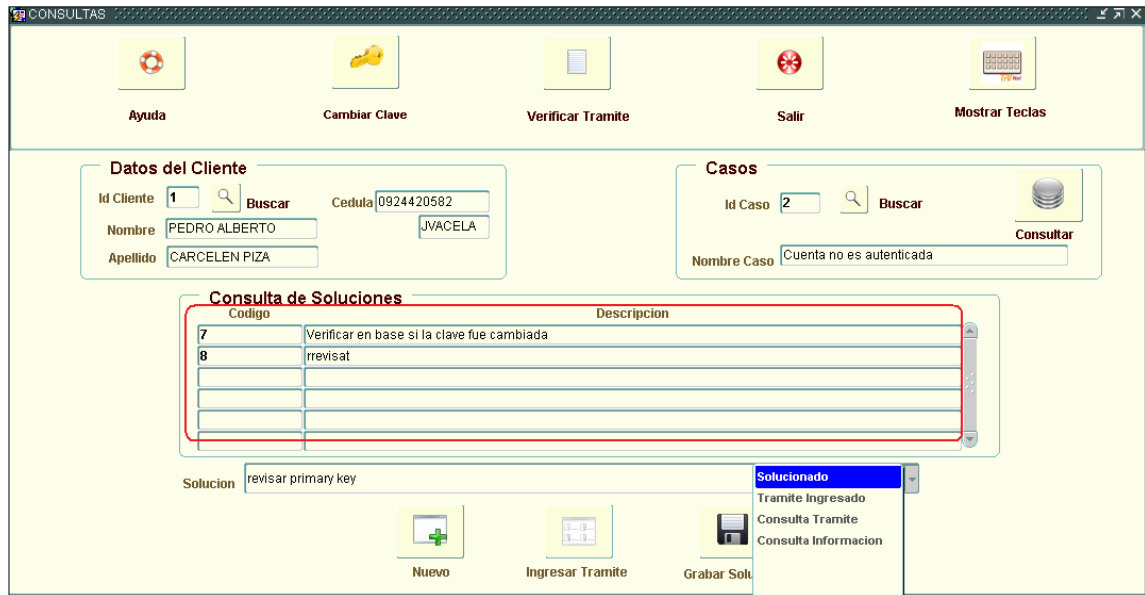 CONSULTAS
Ayuda
Cambiar Clave
Verificar Tramite
Salir
Mostrar Teclas
Datos del Cliente
Id Cliente 1 Buscar Cedula 0924420582
Nombre PEDRO ALBERTO JVACELA
Apellido CARCELEN PIZA
Casos
Id Caso 2 Buscar
Consultar
Nombre Caso Cuenta no es autenticada
Consulta de Soluciones
Codigo Descripcion
7 Verificar en base si la clave fue cambiada
8 rrevisat
Solucion revisar primary key
Solucionado
Tramite Ingresado
Consulta Tramite
Consulta Informacion
Nuevo
Ingresar Tramite
Grabar Solu